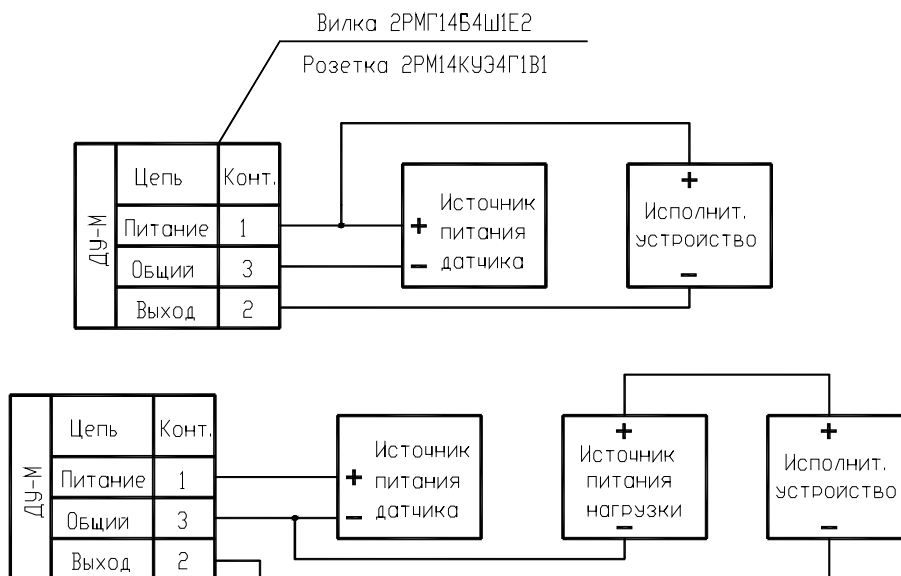 Вилка 2РМГ14Б4Ш1Е2
Розетка 2РМ14КУЭ4Г1В1
ДУ-М
Цепь Конт.
Питание 1
Общий 3
Выход 2
+ Источник
питания
– датчика
+
Исполнит.
устройство
–
ДУ-М
Цепь Конт.
Питание 1
Общий 3
Выход 2
Источник
+ питания
– датчика
+
Источник
питания
нагрузки
–
+
Исполнит.
устройство
–